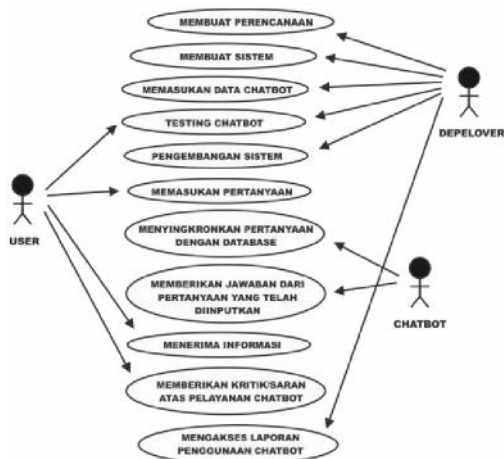 MEMBUAT PERENCANAAN
MEMBUAT SISTEM
MEMASUKAN DATA CHATBOT
TESTING CHATBOT
PENGEMBANGAN SISTEM
MEMASUKAN PERTANYAAN
MENYINGKRONKAN PERTANYAAN
DENGAN DATABASE
MEMBERIKAN JAWABAN DARI
PERTANYAAN YANG TELAH
DIINPUTKAN
MENERIMA INFORMASI
MEMBERIKAN KRITIK/SARAN
ATAS PELAYANAN CHATBOT
MENGAKSES LAPORAN
PENGGUNAAN CHATBOT
USER
DEPELOVER
CHATBOT